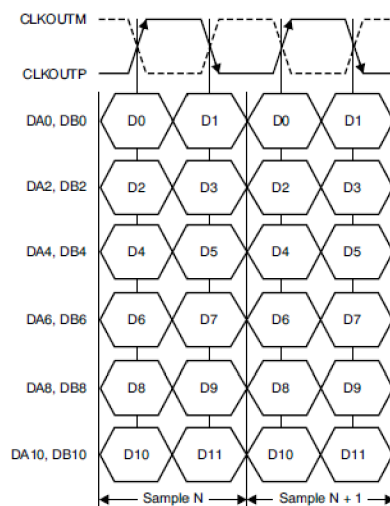 CLKOUTM
CLKOUTP
DA0, DB0 D0 D1 D0 D1
DA2, DB2 D2 D3 D2 D3
DA4, DB4 D4 D5 D4 D5
DA6, DB6 D6 D7 D6 D7
DA8, DB8 D8 D9 D8 D9
DA10, DB10 D10 D11 D10 D11
Sample N Sample N + 1